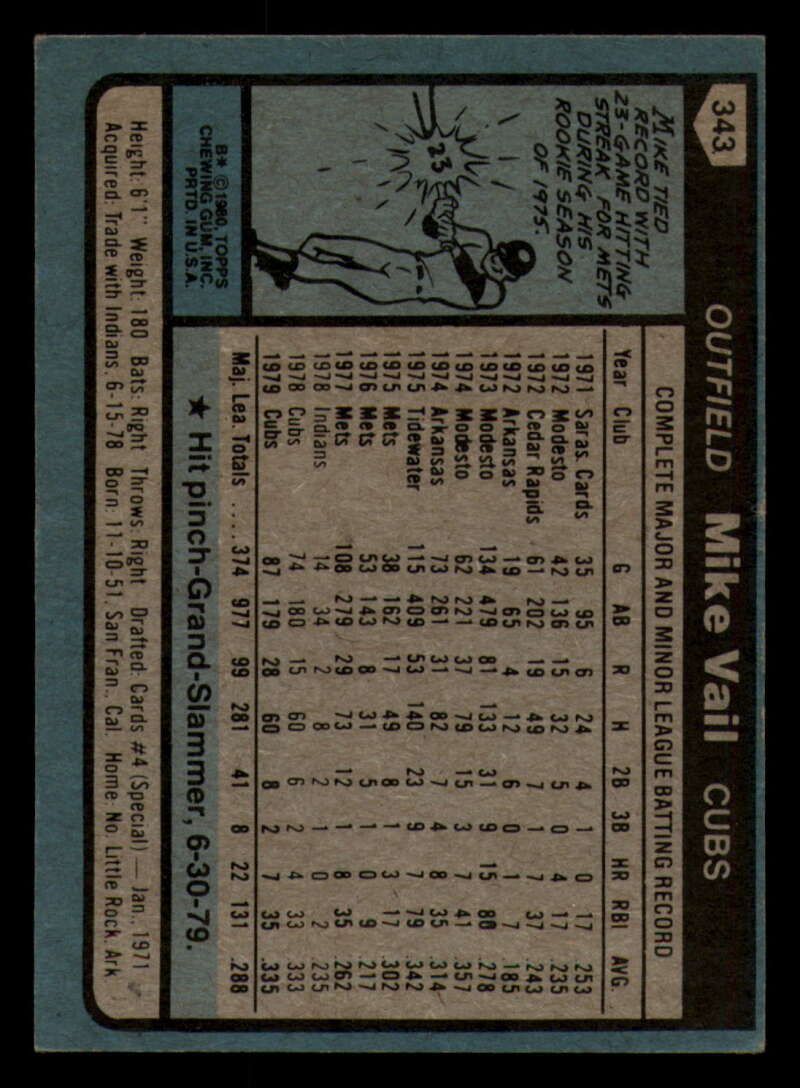 343
OUTFIELD Mike Vail CUBS
MIKE TIED
RECORD WITH
23-GAME HITTING
STREAK FOR METS
DURING HIS
ROOKIE SEASON
OF 1975.
23
B* © 1980, TOPPS
CHEWING GUM, INC.
PRTD. IN U.S.A.
COMPLETE MAJOR AND MINOR LEAGUE BATTING RECORD
Year Club G AB R H 2B 3B HR RBI AVG.
1971 Saras. Cards 35 95 6 24 4 1 0 17 .253
1972 Modesto 42 136 15 32 5 0 4 17 .235
1972 Cedar Rapids 61 202 19 49 7 1 7 37 .243
1972 Arkansas 19 65 4 12 6 0 1 7 .185
1973 Modesto 134 479 81 133 31 9 15 80 .278
1974 Modesto 62 221 37 79 15 3 7 41 .357
1974 Arkansas 73 261 31 82 7 4 8 35 .314
1975 Tidewater 115 409 53 140 23 9 7 79 .342
1975 Mets 38 162 17 49 8 1 3 17 .302
1976 Mets 53 143 8 31 5 1 0 9 .217
1977 Mets 108 279 29 73 12 1 8 35 .262
1978 Indians 14 34 2 8 2 1 0 2 .235
1978 Cubs 74 180 15 60 6 2 4 33 .333
1979 Cubs 87 179 28 60 8 2 7 35 .335
Maj. Lea. Totals .... 374 977 99 281 41 8 22 131 .288
★ Hit pinch-Grand-Slammer, 6-30-79.
Height: 6'1" Weight: 180 Bats: Right Throws: Right Drafted: Cards #4 (Special) — Jan., 1971
Acquired: Trade with Indians, 6-15-78 Born: 11-10-51, San Fran., Cal. Home: No. Little Rock, Ark.